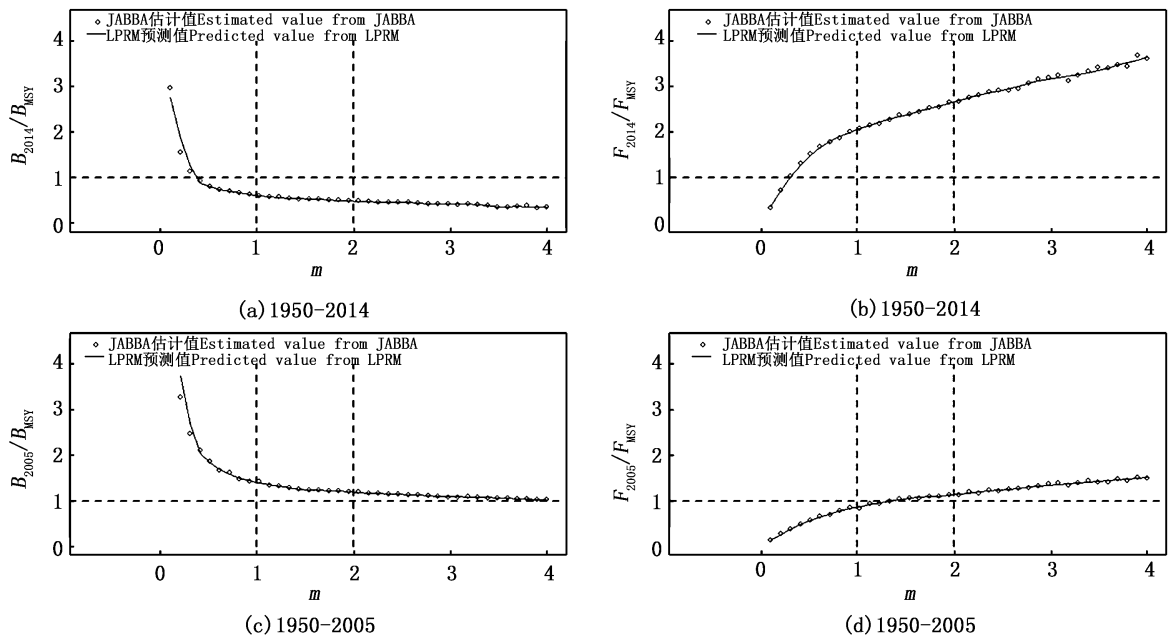 JABBA估计值Estimated value from JABBA
LPRM预测值Predicted value from LPRM
B2014/BMSY
4
3
2
1
0
0 1 2 3 4
m
(a) 1950-2014
JABBA估计值Estimated value from JABBA
LPRM预测值Predicted value from LPRM
F2014/FMSY
4
3
2
1
0
0 1 2 3 4
m
(b) 1950-2014
JABBA估计值Estimated value from JABBA
LPRM预测值Predicted value from LPRM
B2005/BMSY
4
3
2
1
0
0 1 2 3 4
m
(c) 1950-2005
JABBA估计值Estimated value from JABBA
LPRM预测值Predicted value from LPRM
F2005/FMSY
4
3
2
1
0
0 1 2 3 4
m
(d) 1950-2005